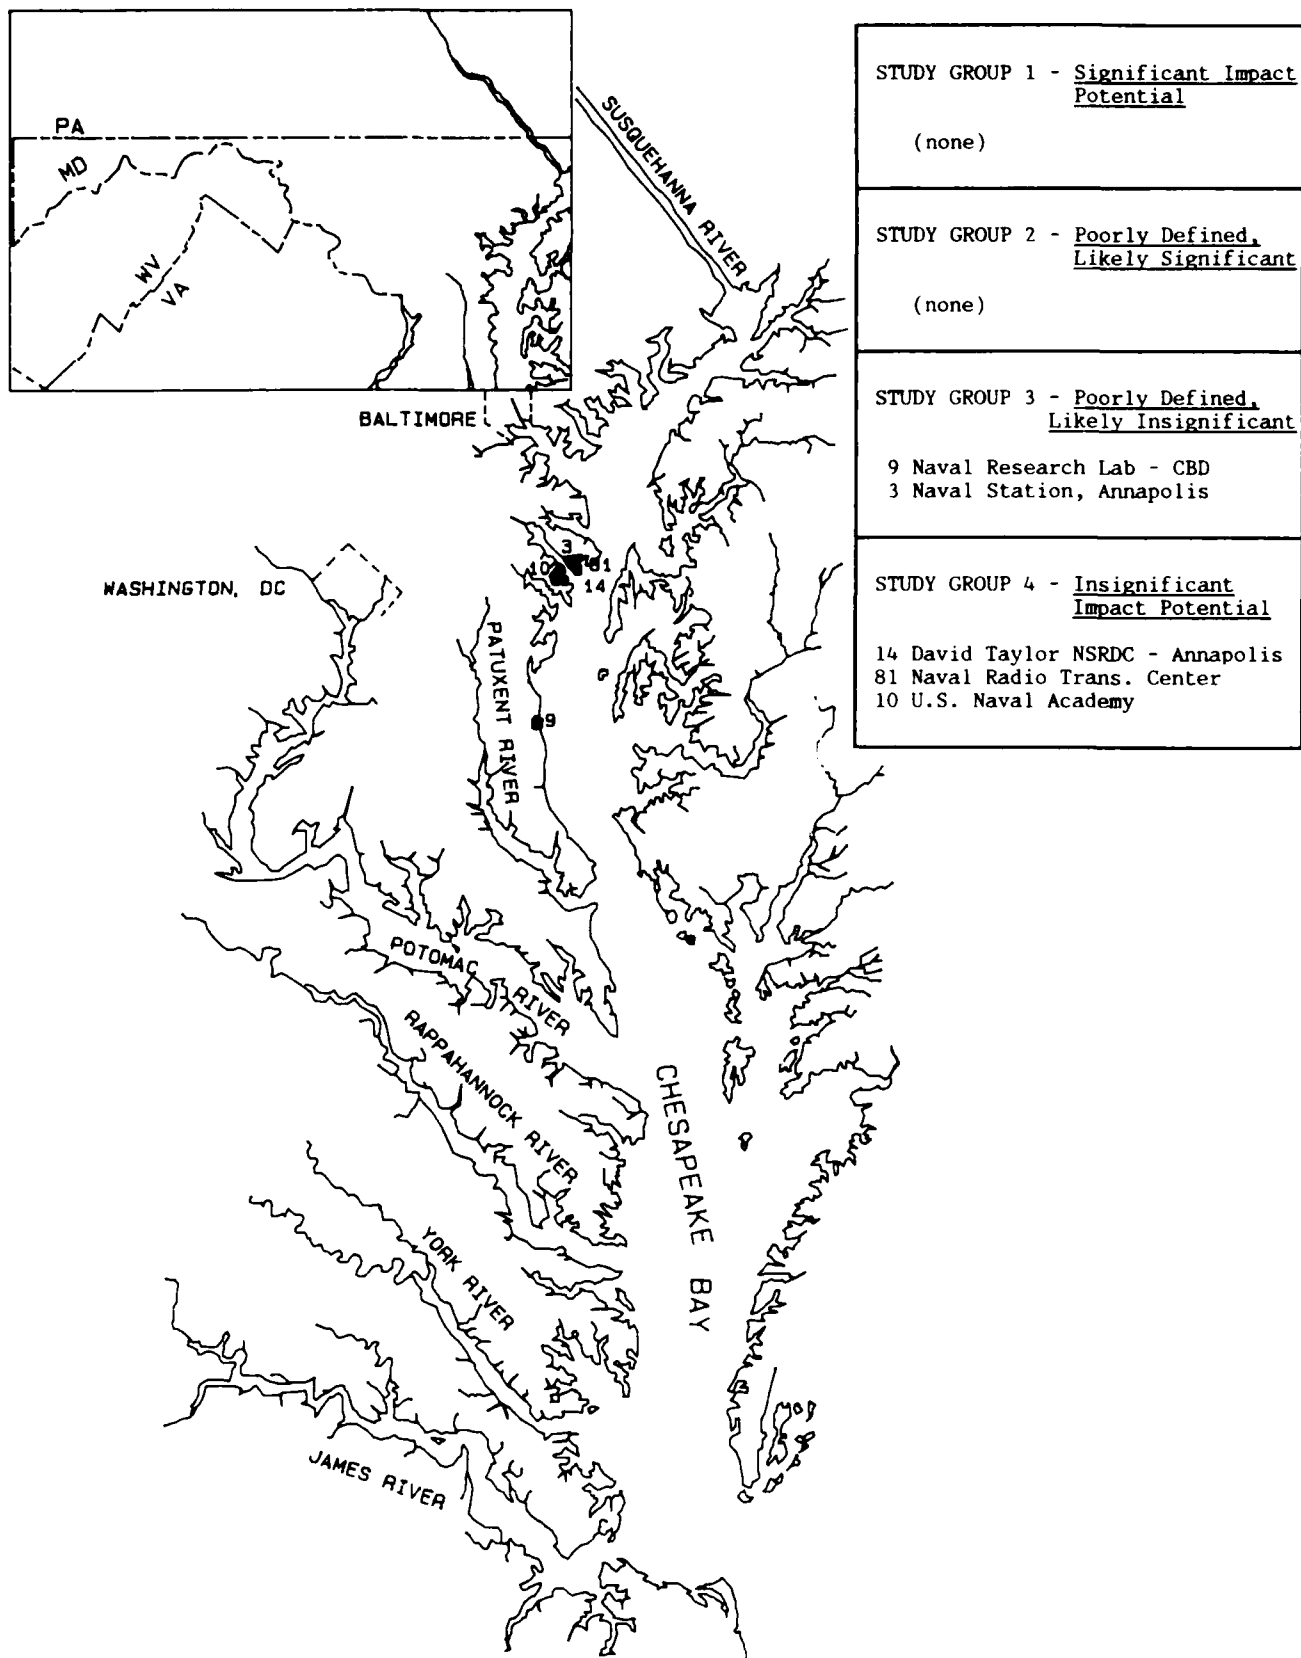 PA
MD
WV
VA
SUSQUEHANNA RIVER
BALTIMORE
WASHINGTON, DC
3
10
81
14
PATUXENT RIVER
9
POTOMAC RIVER
RAPPAHANNOCK RIVER
CHESAPEAKE BAY
YORK RIVER
JAMES RIVER
STUDY GROUP 1 - Significant Impact
Potential
(none)
STUDY GROUP 2 - Poorly Defined,
Likely Significant
(none)
STUDY GROUP 3 - Poorly Defined,
Likely Insignificant
9 Naval Research Lab - CBD
3 Naval Station, Annapolis
STUDY GROUP 4 - Insignificant
Impact Potential
14 David Taylor NSRDC - Annapolis
81 Naval Radio Trans. Center
10 U.S. Naval Academy